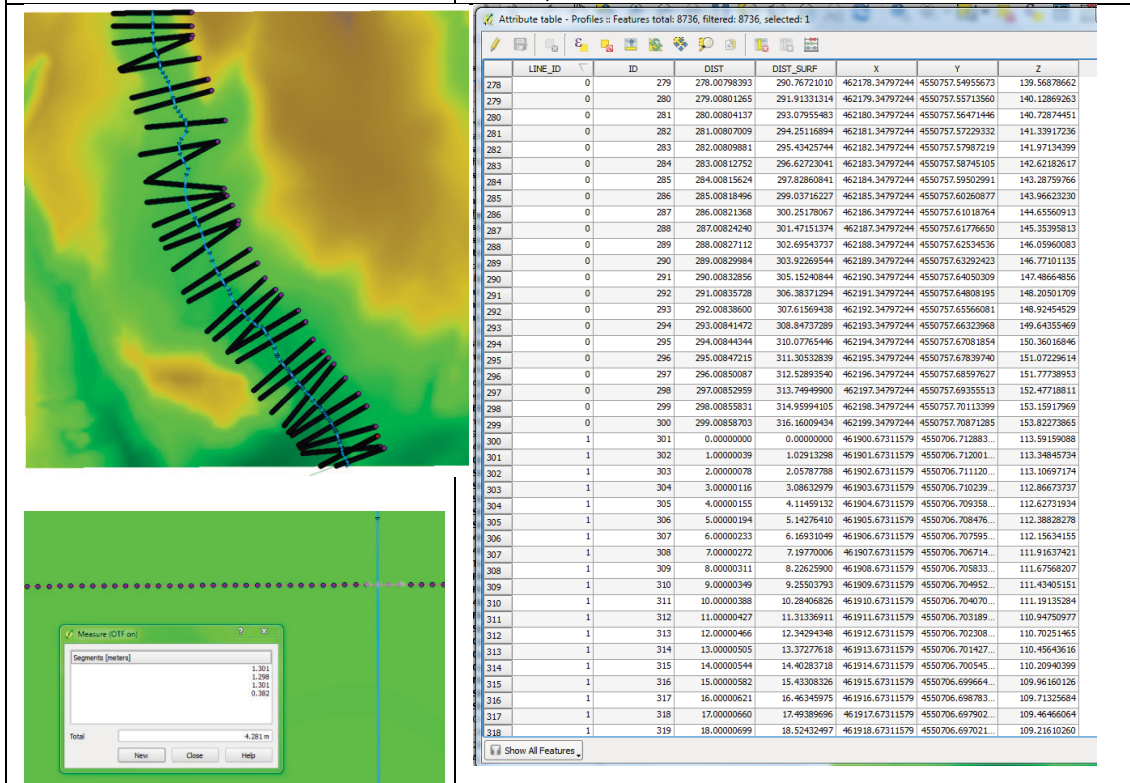 Measure (OTF on)
Segments [meters]
1.301
1.298
1.301
0.382
Total 4.281 m
New Close Help
Attribute table - Profiles :: Features total: 8736, filtered: 8736, selected: 1
LINE_ID ID DIST DIST_SURF X Y Z
278 0 279 278.00798393 290.76721010 462178.34797244 4550757.54955673 139.56878662
279 0 280 279.00801265 291.91331314 462179.34797244 4550757.55713560 140.12869263
280 0 281 280.00804137 293.07955483 462180.34797244 4550757.56471446 140.72874451
281 0 282 281.00807009 294.25116894 462181.34797244 4550757.57229332 141.33917236
282 0 283 282.00809881 295.43425744 462182.34797244 4550757.57987219 141.97134399
283 0 284 283.00812752 296.62723041 462183.34797244 4550757.58745105 142.62182617
284 0 285 284.00815624 297.82860841 462184.34797244 4550757.59502991 143.28759766
285 0 286 285.00818496 299.03716227 462185.34797244 4550757.60260877 143.96623230
286 0 287 286.00821368 300.25178067 462186.34797244 4550757.61018764 144.65560913
287 0 288 287.00824240 301.47151374 462187.34797244 4550757.61776650 145.35395813
288 0 289 288.00827112 302.69543737 462188.34797244 4550757.62534536 146.05960083
289 0 290 289.00829984 303.92269544 462189.34797244 4550757.63292423 146.77101135
290 0 291 290.00832856 305.15240844 462190.34797244 4550757.64050309 147.48664856
291 0 292 291.00835728 306.38371294 462191.34797244 4550757.64808195 148.20501709
292 0 293 292.00838600 307.61569438 462192.34797244 4550757.65566081 148.92454529
293 0 294 293.00841472 308.84737289 462193.34797244 4550757.66323968 149.64355469
294 0 295 294.00844344 310.07765446 462194.34797244 4550757.67081854 150.36016846
295 0 296 295.00847215 311.30532839 462195.34797244 4550757.67839740 151.07229614
296 0 297 296.00850087 312.52893540 462196.34797244 4550757.68597627 151.77738953
297 0 298 297.00852959 313.74949900 462197.34797244 4550757.69355513 152.47718811
298 0 299 298.00855831 314.95994105 462198.34797244 4550757.70113399 153.15917969
299 0 300 299.00858703 316.16009434 462199.34797244 4550757.70871285 153.82273865
300 1 301 0.00000000 0.00000000 461900.67311579 4550706.712883... 113.59159088
301 1 302 1.00000039 1.02913298 461901.67311579 4550706.712001... 113.34845734
302 1 303 2.00000078 2.05787788 461902.67311579 4550706.711120... 113.10697174
303 1 304 3.00000116 3.08632979 461903.67311579 4550706.710239... 112.86673737
304 1 305 4.00000155 4.11459132 461904.67311579 4550706.709358... 112.62731934
305 1 306 5.00000194 5.14276410 461905.67311579 4550706.708476... 112.38828278
306 1 307 6.00000233 6.16931049 461906.67311579 4550706.707595... 112.15634155
307 1 308 7.00000272 7.19770006 461907.67311579 4550706.706714... 111.91637421
308 1 309 8.00000311 8.22625900 461908.67311579 4550706.705833... 111.67568207
309 1 310 9.00000349 9.25503793 461909.67311579 4550706.704952... 111.43405151
310 1 311 10.00000388 10.28406826 461910.67311579 4550706.704070... 111.19135284
311 1 312 11.00000427 11.31336911 461911.67311579 4550706.703189... 110.94750977
312 1 313 12.00000466 12.34294348 461912.67311579 4550706.702308... 110.70251465
313 1 314 13.00000505 13.37277618 461913.67311579 4550706.701427... 110.45643616
314 1 315 14.00000544 14.40283718 461914.67311579 4550706.700545... 110.20940399
315 1 316 15.00000582 15.43308326 461915.67311579 4550706.699664... 109.96160126
316 1 317 16.00000621 16.46345975 461916.67311579 4550706.698783... 109.71325684
317 1 318 17.00000660 17.49389696 461917.67311579 4550706.697902... 109.46466064
318 1 319 18.00000699 18.52432497 461918.67311579 4550706.697021... 109.21610260
Show All Features